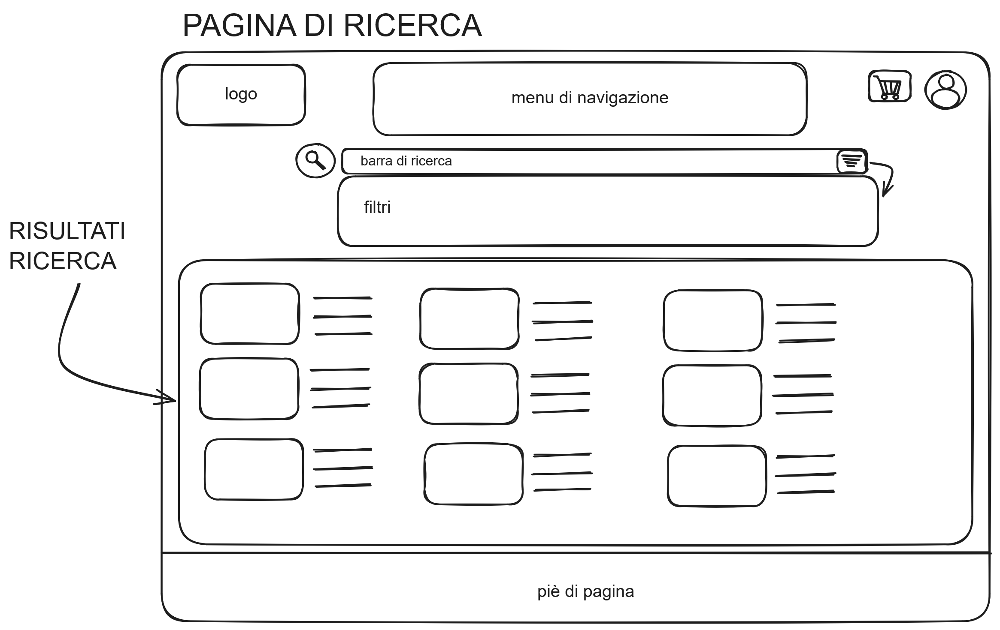 PAGINA DI RICERCA
logo
menu di navigazione
barra di ricerca
filtri
RISULTATI
RICERCA
piè di pagina